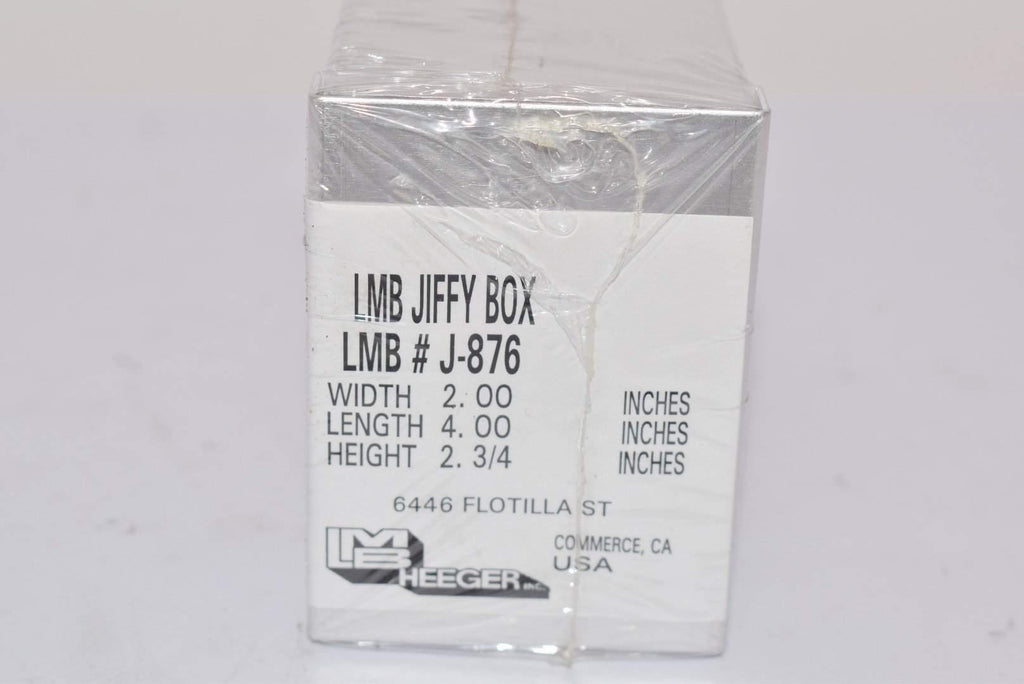 LMB JIFFY BOX
LMB # J-876
WIDTH 2. 00 INCHES
LENGTH 4. 00 INCHES
HEIGHT 2. 3/4 INCHES
6446 FLOTILLA ST
COMMERCE, CA
USA
LMB HEEGER INC.